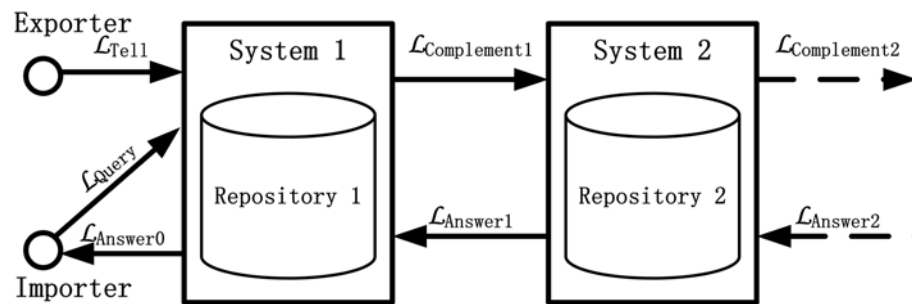 Exporter
ℒTell
System 1
ℒComplement1
System 2
ℒComplement2
ℒQuery
Repository 1
Repository 2
ℒAnswer0
ℒAnswer1
ℒAnswer2
Importer